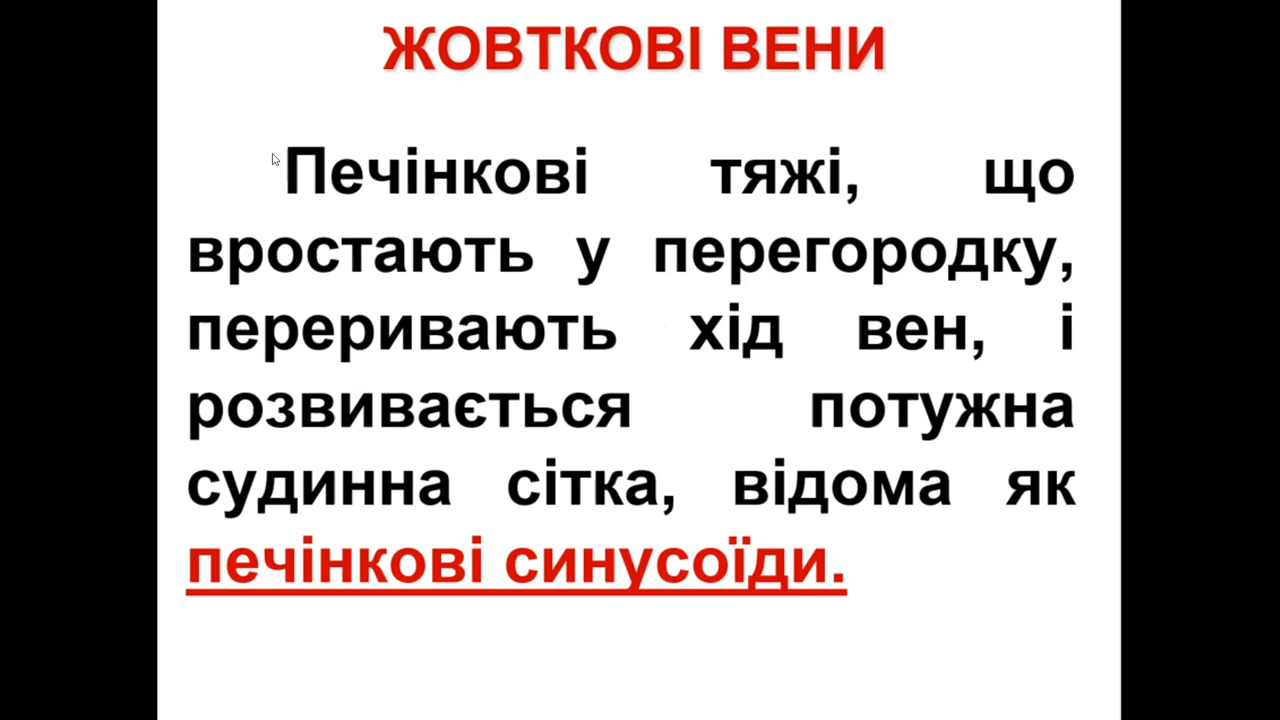 ЖОВТКОВІ ВЕНИ
Печінкові тяжі, що
вростають у перегородку,
переривають хід вен, і
розвивається потужна
судинна сітка, відома як
печінкові синусоїди.